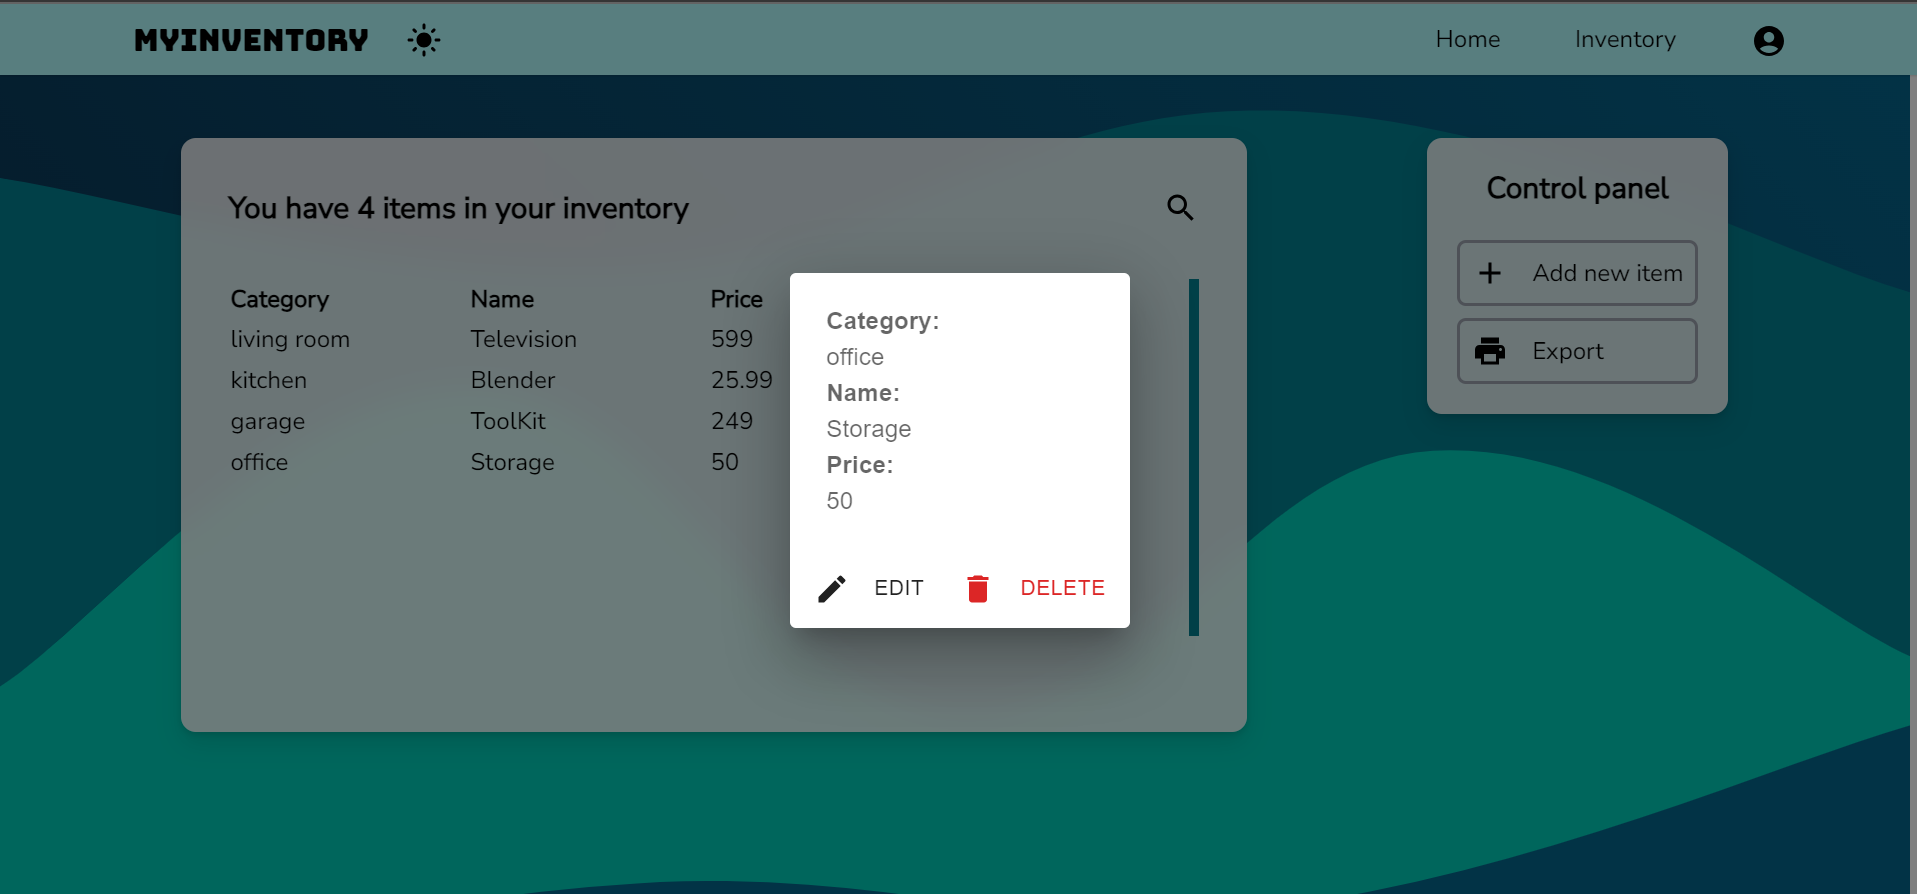 MYINVENTORY Home Inventory
You have 4 items in your inventory
Category Name Price
living room Television 599
kitchen Blender 25.99
garage ToolKit 249
office Storage 50
Category:
office
Name:
Storage
Price:
50
EDIT DELETE
Control panel
Add new item
Export